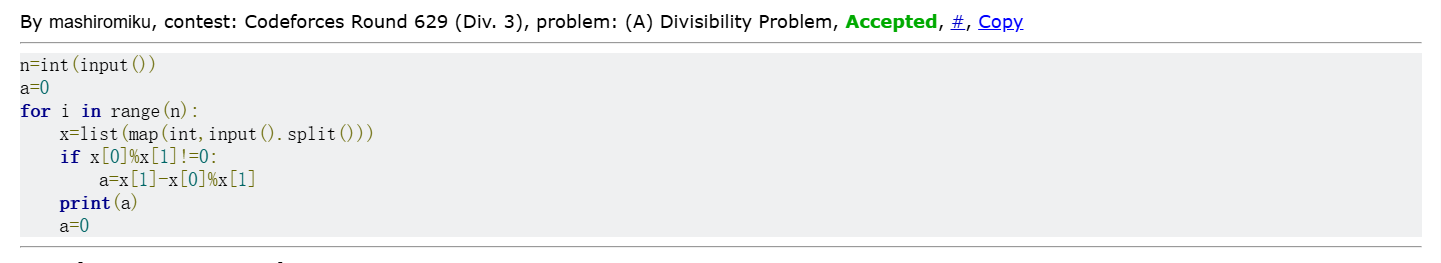 By mashiromiku, contest: Codeforces Round 629 (Div. 3), problem: (A) Divisibility Problem, Accepted, #, Copy
n=int(input())
a=0
for i in range(n):
    x=list(map(int,input().split()))
    if x[0]%x[1]!=0:
        a=x[1]-x[0]%x[1]
    print(a)
    a=0